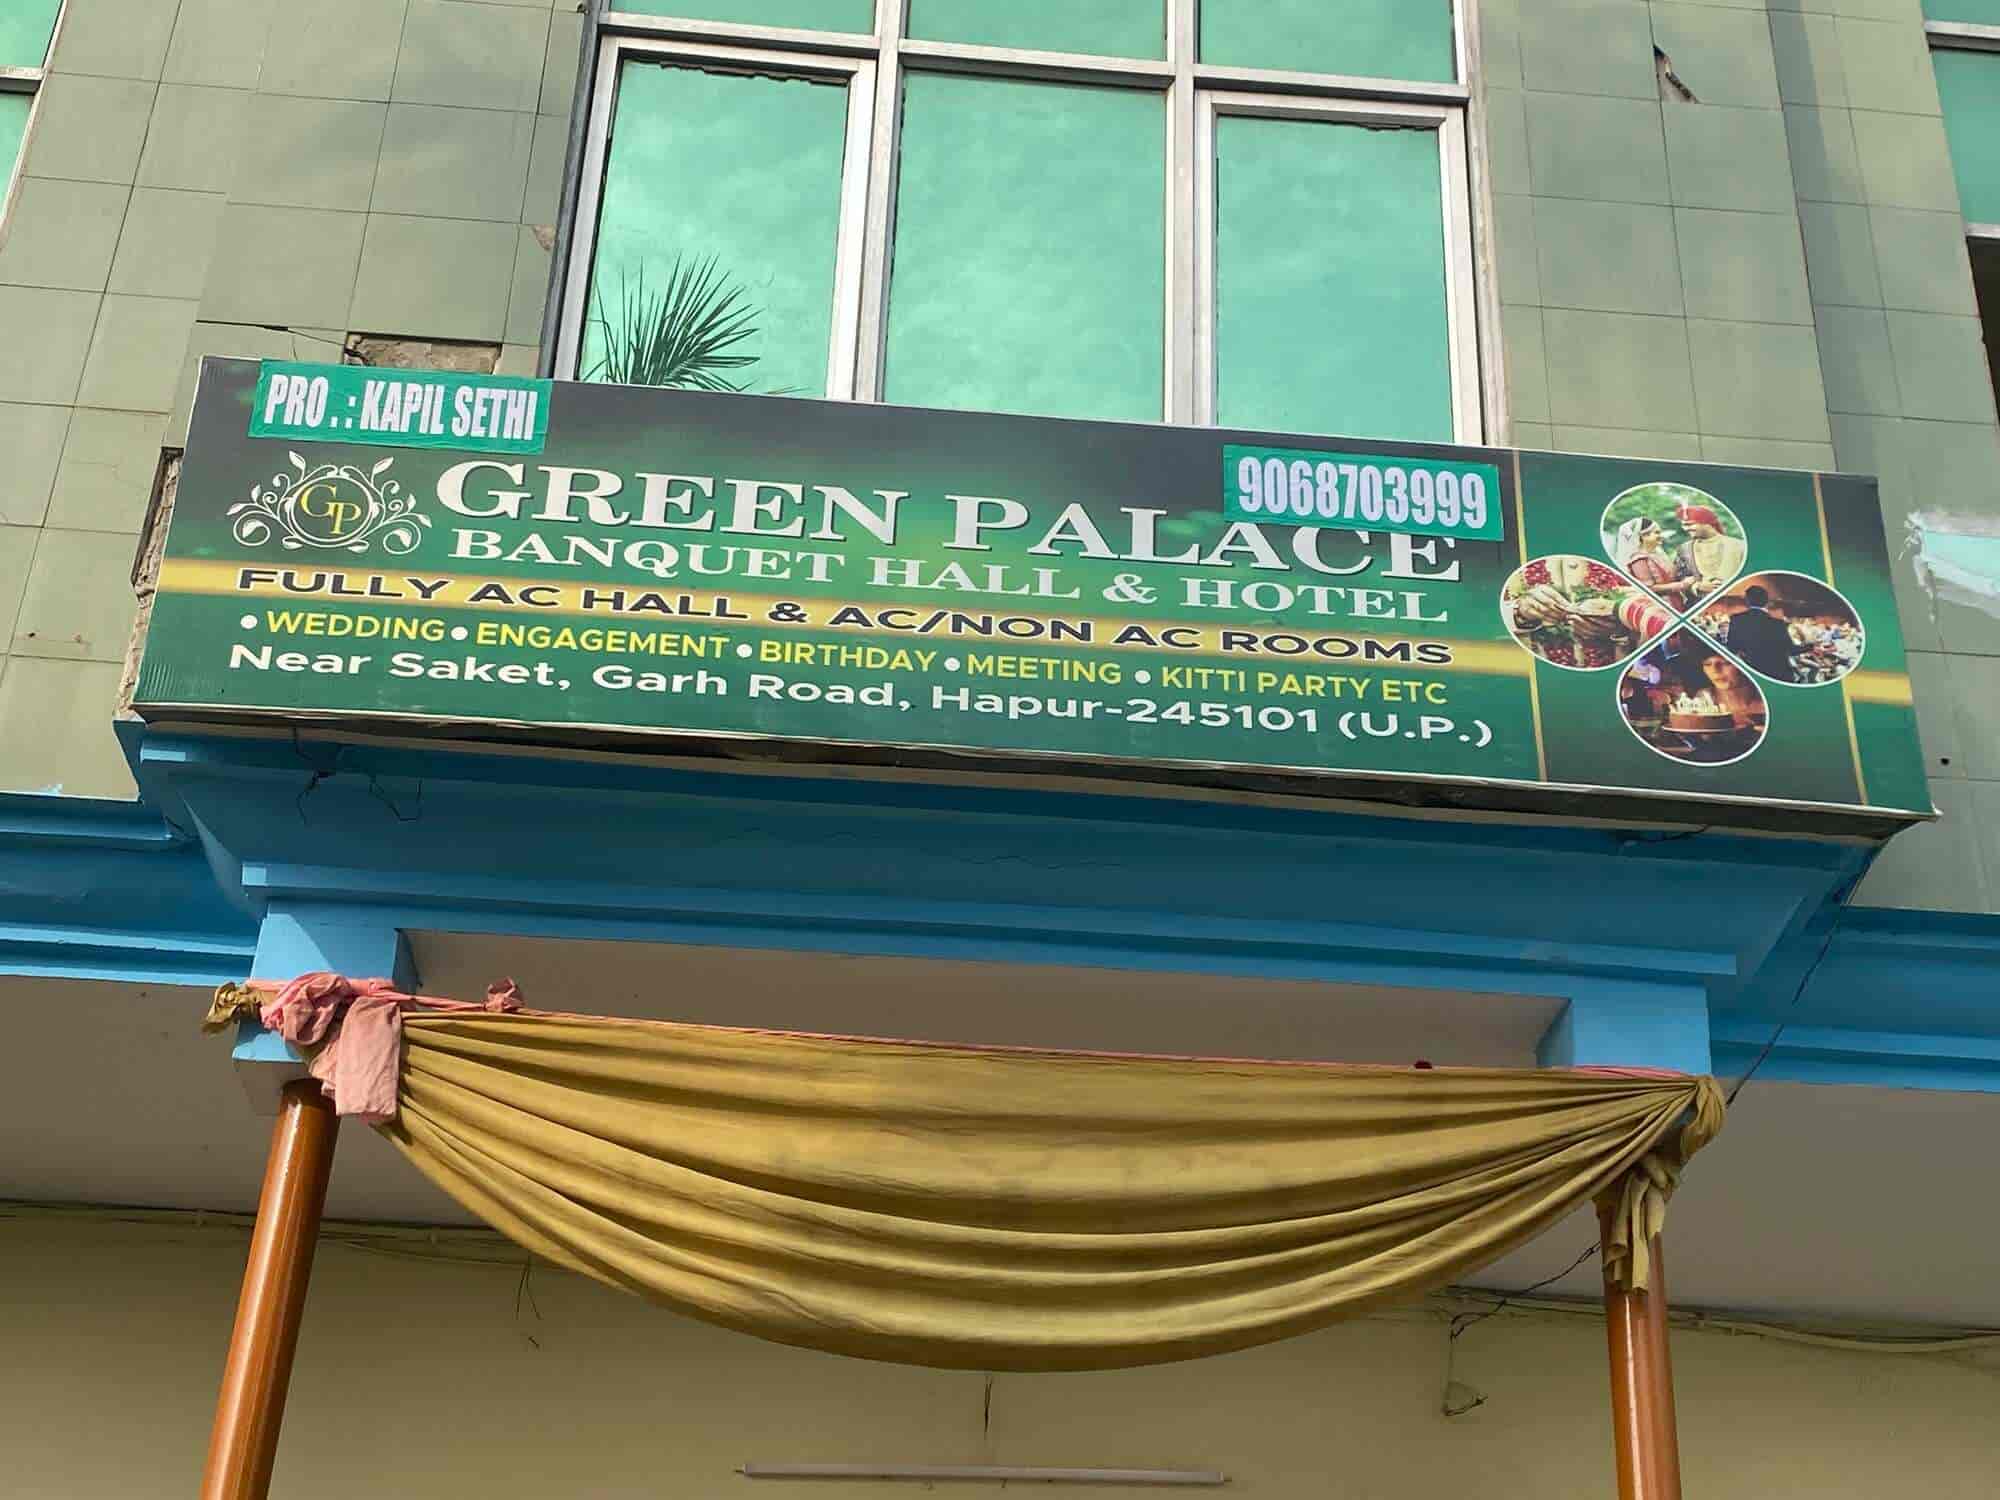 PRO . : KAPIL SETHI
9068703999
GP
GREEN PALACE
BANQUET HALL & HOTEL
FULLY AC HALL & AC/NON AC ROOMS
• WEDDING • ENGAGEMENT • BIRTHDAY • MEETING • KITTI PARTY ETC
Near Saket, Garh Road, Hapur-245101 (U.P.)